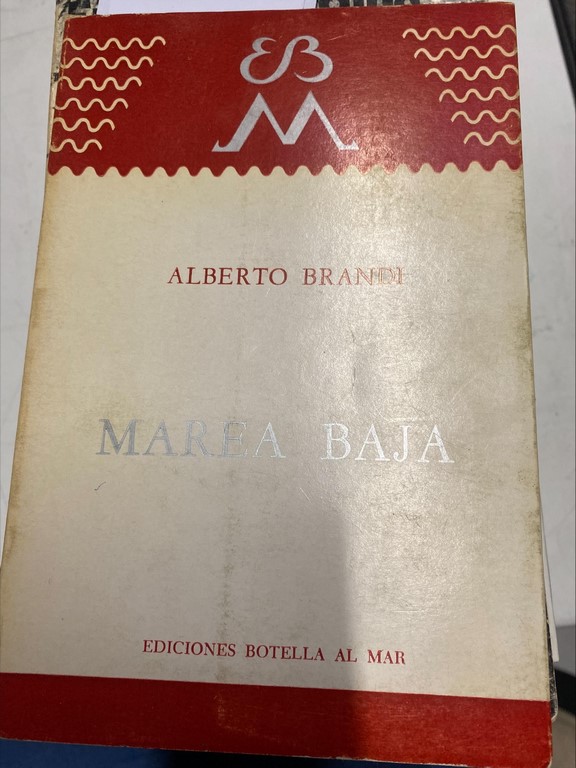 EB
M
ALBERTO BRANDI
MAREA BAJA
EDICIONES BOTELLA AL MAR